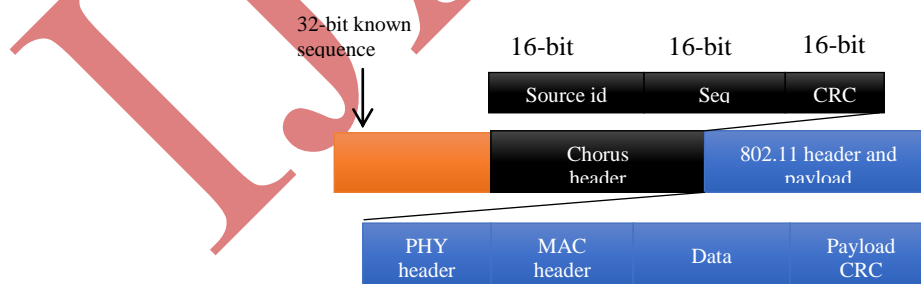 32-bit known
sequence
16-bit 16-bit 16-bit
Source id Seq CRC
Chorus
header
802.11 header and
payload
PHY
header
MAC
header
Data
Payload
CRC